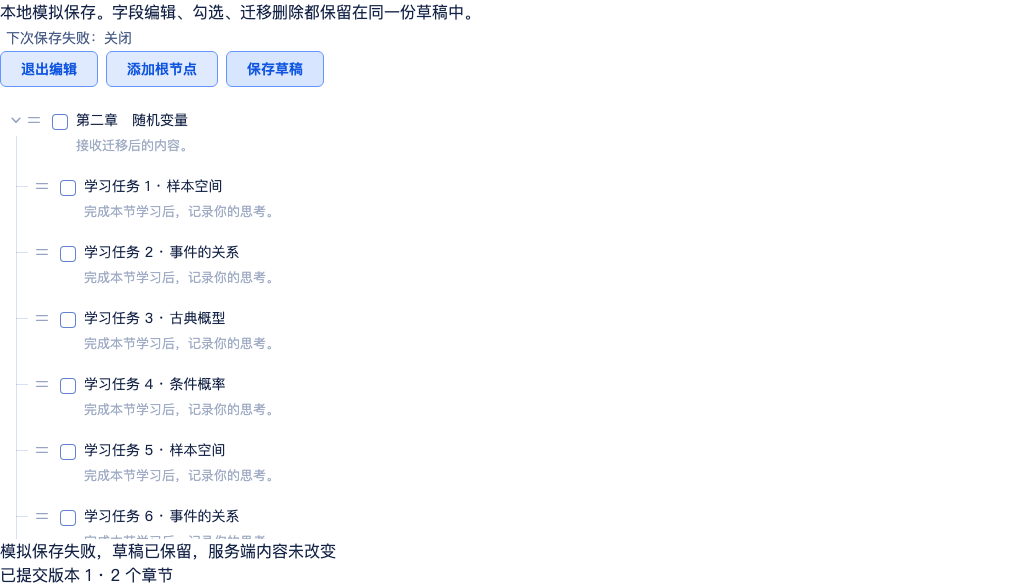 本地模拟保存。字段编辑、勾选、迁移删除都保留在同一份草稿中。
下次保存失败：关闭
退出编辑 添加根节点 保存草稿
第二章　随机变量
接收迁移后的内容。
学习任务 1 · 样本空间
完成本节学习后，记录你的思考。
学习任务 2 · 事件的关系
完成本节学习后，记录你的思考。
学习任务 3 · 古典概型
完成本节学习后，记录你的思考。
学习任务 4 · 条件概率
完成本节学习后，记录你的思考。
学习任务 5 · 样本空间
完成本节学习后，记录你的思考。
学习任务 6 · 事件的关系
模拟保存失败，草稿已保留，服务端内容未改变
已提交版本 1 · 2 个章节